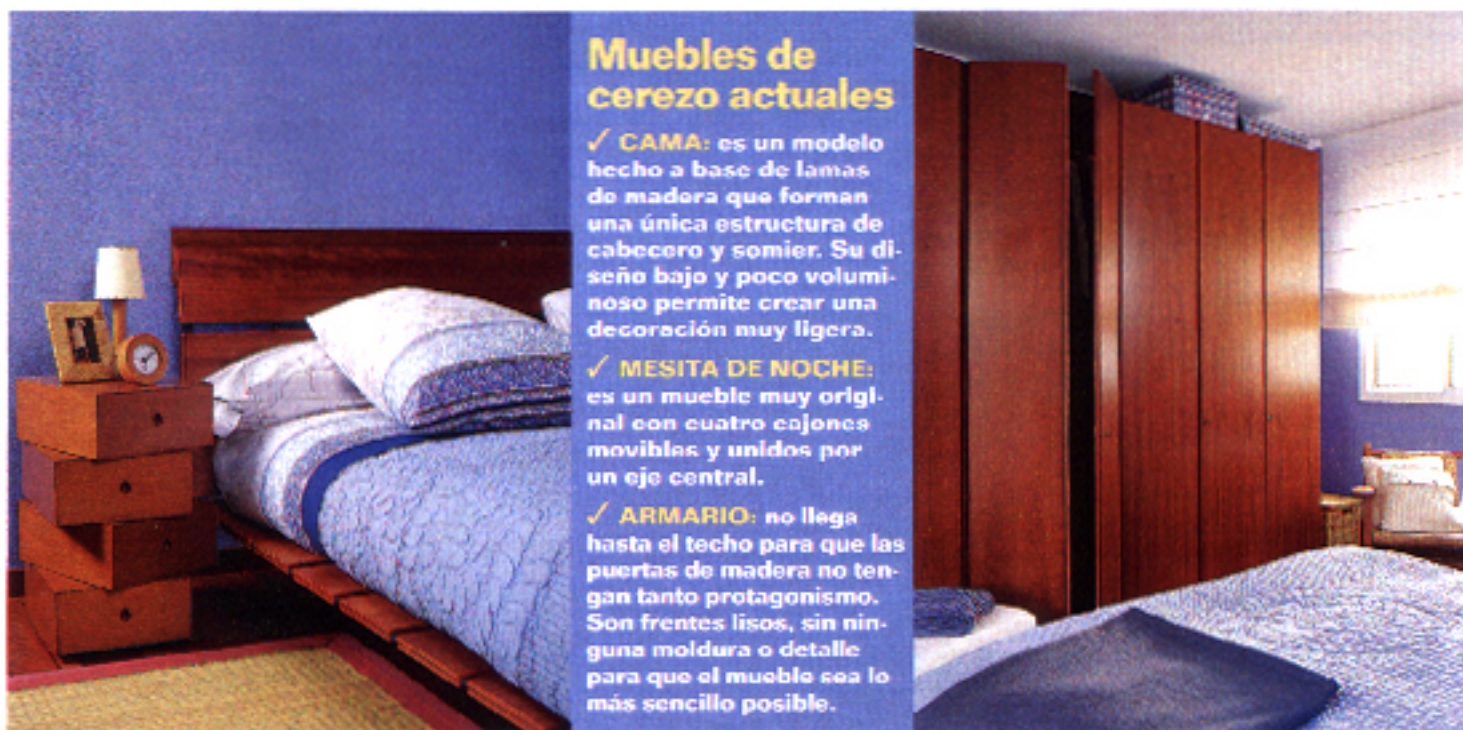 Muebles de
cerezo actuales
✓ CAMA: es un modelo
hecho a base de lamas
de madera que forman
una única estructura de
cabecero y somier. Su di-
seño bajo y poco volumi-
noso permite crear una
decoración muy ligera.
✓ MESITA DE NOCHE:
es un mueble muy origi-
nal con cuatro cajones
movibles y unidos por
un eje central.
✓ ARMARIO: no llega
hasta el techo para que las
puertas de madera no ten-
gan tanto protagonismo.
Son frentes lisos, sin nin-
guna moldura o detalle
para que el mueble sea lo
más sencillo posible.